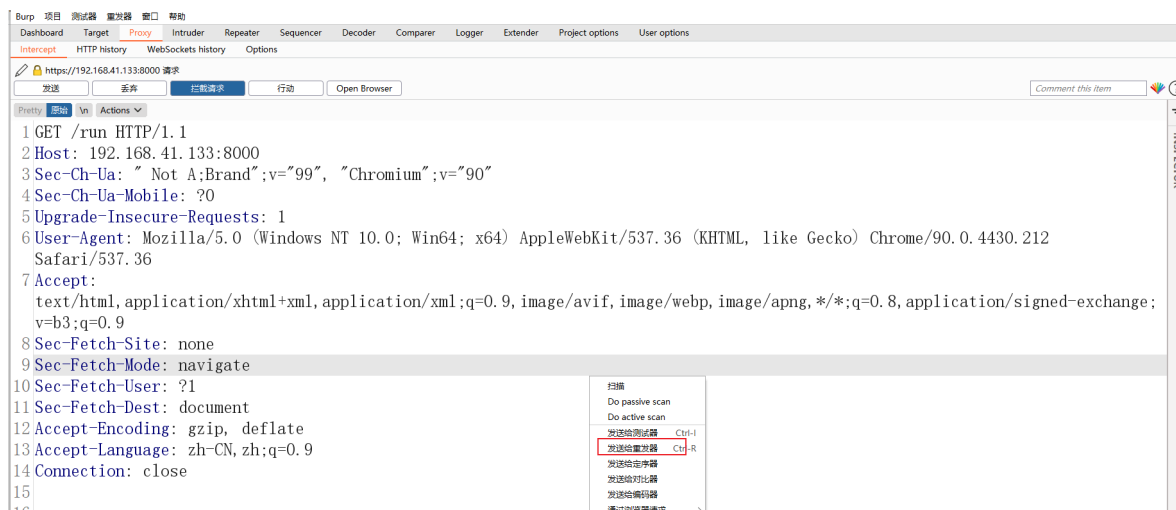 Burp 项目 测试器 重发器 窗口 帮助
Dashboard Target Proxy Intruder Repeater Sequencer Decoder Comparer Logger Extender Project options User options
Intercept HTTP history WebSockets history Options
https://192.168.41.133:8000 请求
发送 丢弃 拦截请求 行动 Open Browser Comment this item
Pretty 原始 \n Actions
1 GET /run HTTP/1.1
2 Host: 192.168.41.133:8000
3 Sec-Ch-Ua: " Not A;Brand";v="99", "Chromium";v="90"
4 Sec-Ch-Ua-Mobile: ?0
5 Upgrade-Insecure-Requests: 1
6 User-Agent: Mozilla/5.0 (Windows NT 10.0; Win64; x64) AppleWebKit/537.36 (KHTML, like Gecko) Chrome/90.0.4430.212
Safari/537.36
7 Accept:
text/html,application/xhtml+xml,application/xml;q=0.9,image/avif,image/webp,image/apng,*/*;q=0.8,application/signed-exchange;
v=b3;q=0.9
8 Sec-Fetch-Site: none
9 Sec-Fetch-Mode: navigate
10 Sec-Fetch-User: ?1
11 Sec-Fetch-Dest: document
12 Accept-Encoding: gzip, deflate
13 Accept-Language: zh-CN,zh;q=0.9
14 Connection: close
15
扫描
Do passive scan
Do active scan
发送给测试器 Ctrl-I
发送给重发器 Ctrl-R
发送给定序器
发送给对比器
发送给编码器